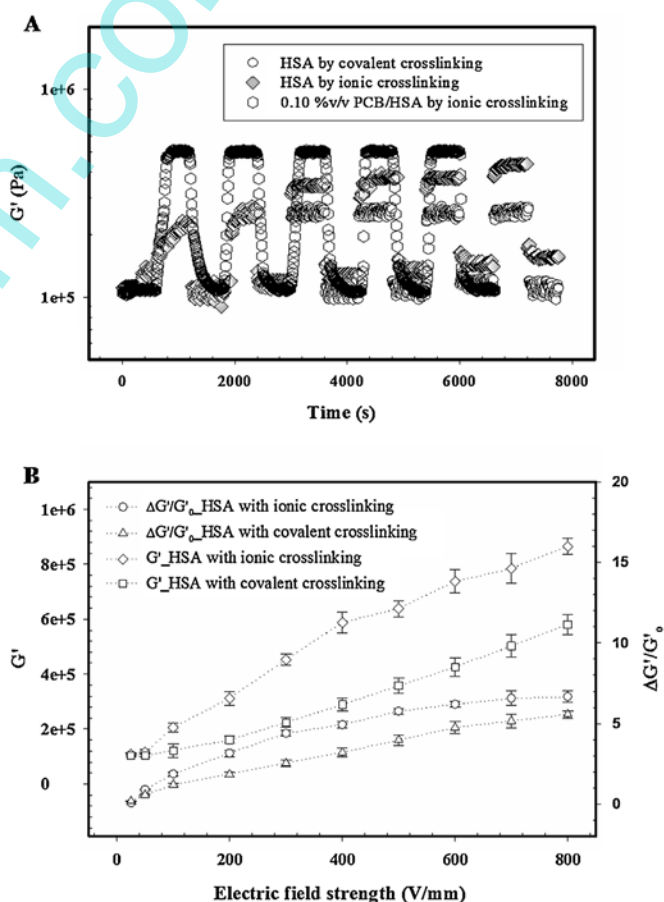 A
HSA by covalent crosslinking
HSA by ionic crosslinking
0.10 %v/v PCB/HSA by ionic crosslinking
1e+6
1e+5
G' (Pa)
0 2000 4000 6000 8000
Time (s)
B
ΔG'/G'₀_HSA with ionic crosslinking
ΔG'/G'₀_HSA with covalent crosslinking
G'_HSA with ionic crosslinking
G'_HSA with covalent crosslinking
1e+6
8e+5
6e+5
4e+5
2e+5
0
G'
20
15
10
5
0
ΔG'/G'₀
0 200 400 600 800
Electric field strength (V/mm)